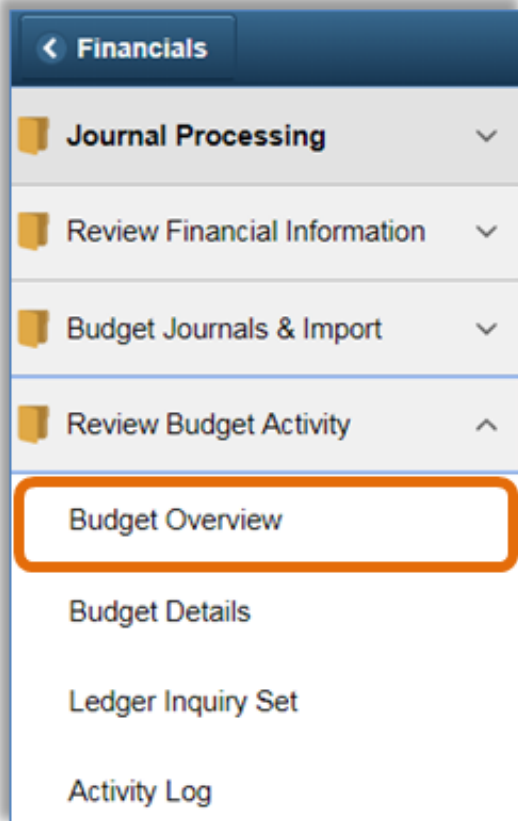 Financials
Journal Processing
Review Financial Information
Budget Journals & Import
Review Budget Activity
Budget Overview
Budget Details
Ledger Inquiry Set
Activity Log